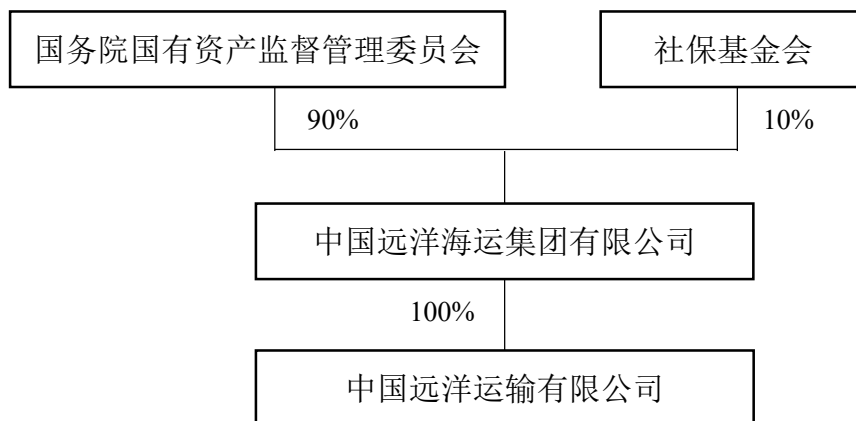 国务院国有资产监督管理委员会
社保基金会
90%
10%
中国远洋海运集团有限公司
100%
中国远洋运输有限公司